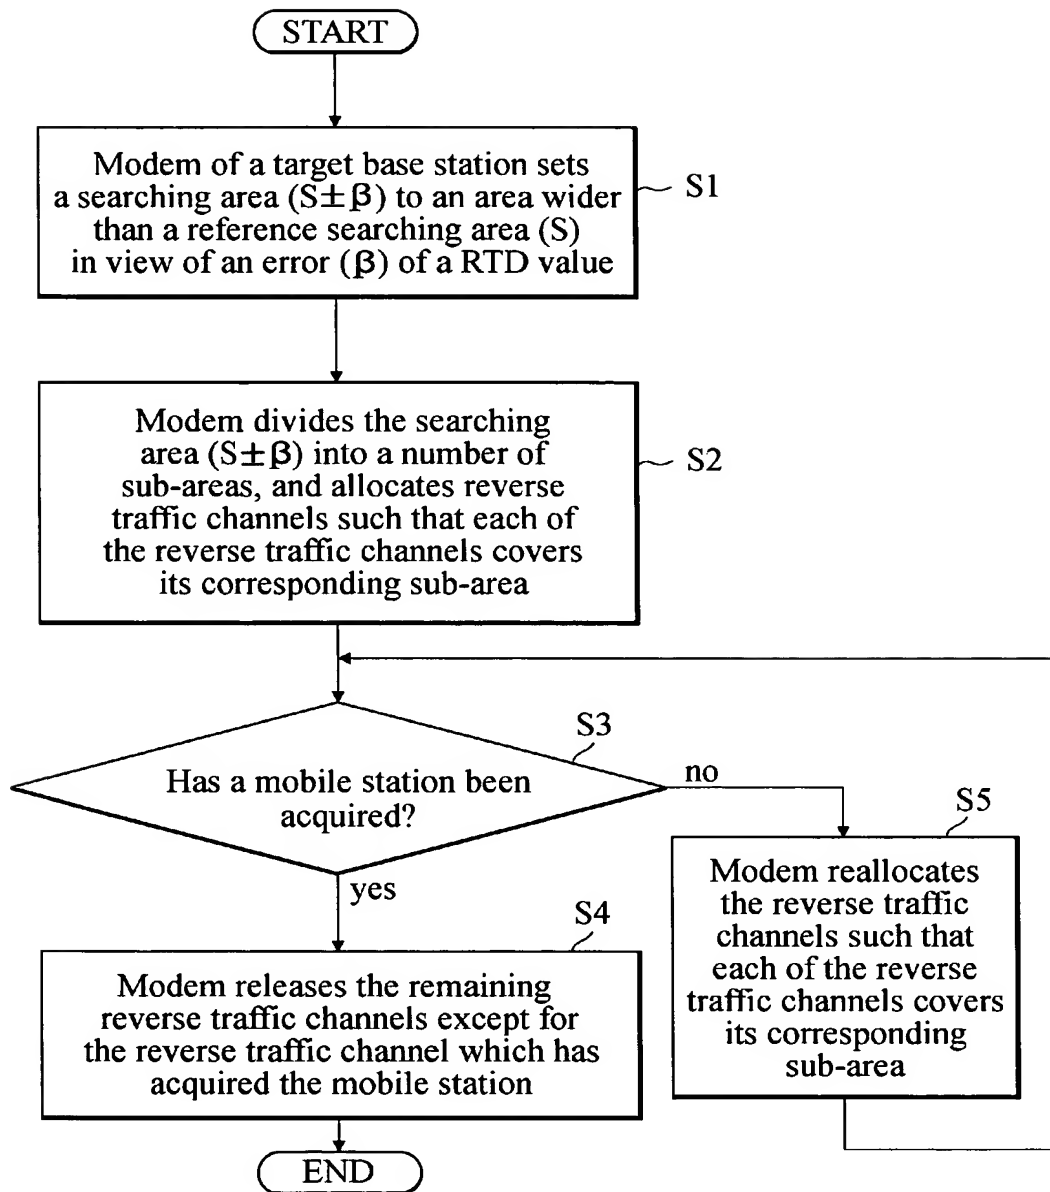 START
Modem of a target base station sets
a searching area (S±β) to an area wider
than a reference searching area (S)
in view of an error (β) of a RTD value
S1
Modem divides the searching
area (S±β) into a number of
sub-areas, and allocates reverse
traffic channels such that each of
the reverse traffic channels covers
its corresponding sub-area
S2
S3
Has a mobile station been
acquired?
no
yes
S5
Modem reallocates
the reverse traffic
channels such that
each of the reverse
traffic channels covers
its corresponding
sub-area
S4
Modem releases the remaining
reverse traffic channels except for
the reverse traffic channel which has
acquired the mobile station
END